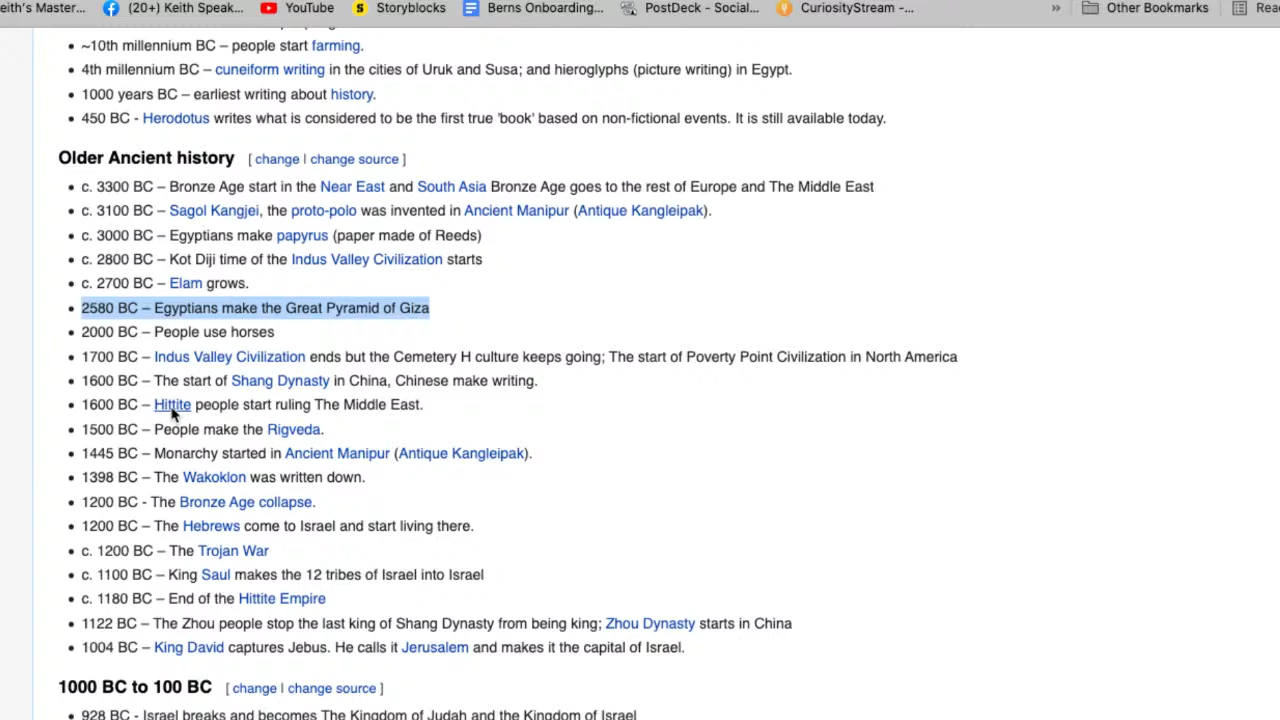 eith's Master... (20+) Keith Speak... YouTube Storyblocks Berns Onboarding... PostDeck - Social... CuriosityStream -... » Other Bookmarks
~10th millennium BC – people start farming.
4th millennium BC – cuneiform writing in the cities of Uruk and Susa; and hieroglyphs (picture writing) in Egypt.
1000 years BC – earliest writing about history.
450 BC - Herodotus writes what is considered to be the first true 'book' based on non-fictional events. It is still available today.
Older Ancient history [ change | change source ]
c. 3300 BC – Bronze Age start in the Near East and South Asia Bronze Age goes to the rest of Europe and The Middle East
c. 3100 BC – Sagol Kangjei, the proto-polo was invented in Ancient Manipur (Antique Kangleipak).
c. 3000 BC – Egyptians make papyrus (paper made of Reeds)
c. 2800 BC – Kot Diji time of the Indus Valley Civilization starts
c. 2700 BC – Elam grows.
2580 BC – Egyptians make the Great Pyramid of Giza
2000 BC – People use horses
1700 BC – Indus Valley Civilization ends but the Cemetery H culture keeps going; The start of Poverty Point Civilization in North America
1600 BC – The start of Shang Dynasty in China, Chinese make writing.
1600 BC – Hittite people start ruling The Middle East.
1500 BC – People make the Rigveda.
1445 BC – Monarchy started in Ancient Manipur (Antique Kangleipak).
1398 BC – The Wakoklon was written down.
1200 BC - The Bronze Age collapse.
1200 BC – The Hebrews come to Israel and start living there.
c. 1200 BC – The Trojan War
c. 1100 BC – King Saul makes the 12 tribes of Israel into Israel
c. 1180 BC – End of the Hittite Empire
1122 BC – The Zhou people stop the last king of Shang Dynasty from being king; Zhou Dynasty starts in China
1004 BC – King David captures Jebus. He calls it Jerusalem and makes it the capital of Israel.
1000 BC to 100 BC [ change | change source ]
928 BC - Israel breaks and becomes The Kingdom of Judah and the Kingdom of Israel